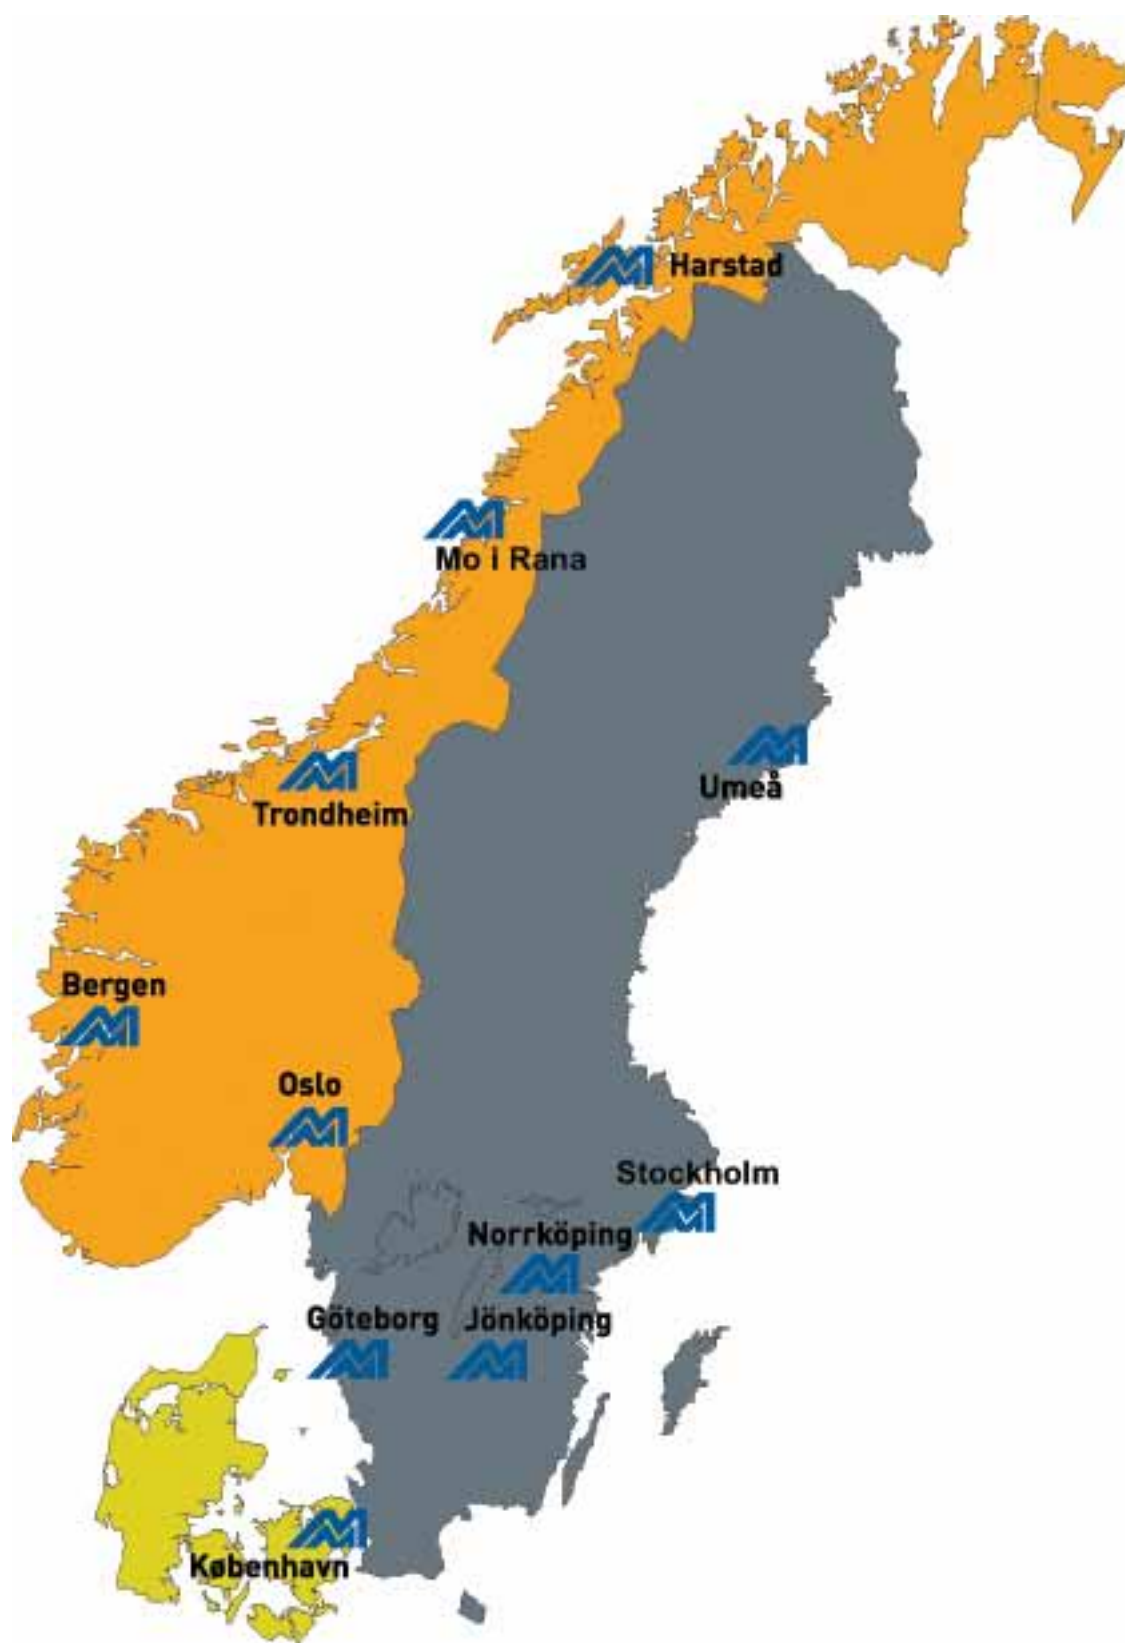 Harstad
Mo i Rana
Umeå
Trondheim
Bergen
Oslo
Stockholm
Norrköping
Göteborg
Jönköping
København